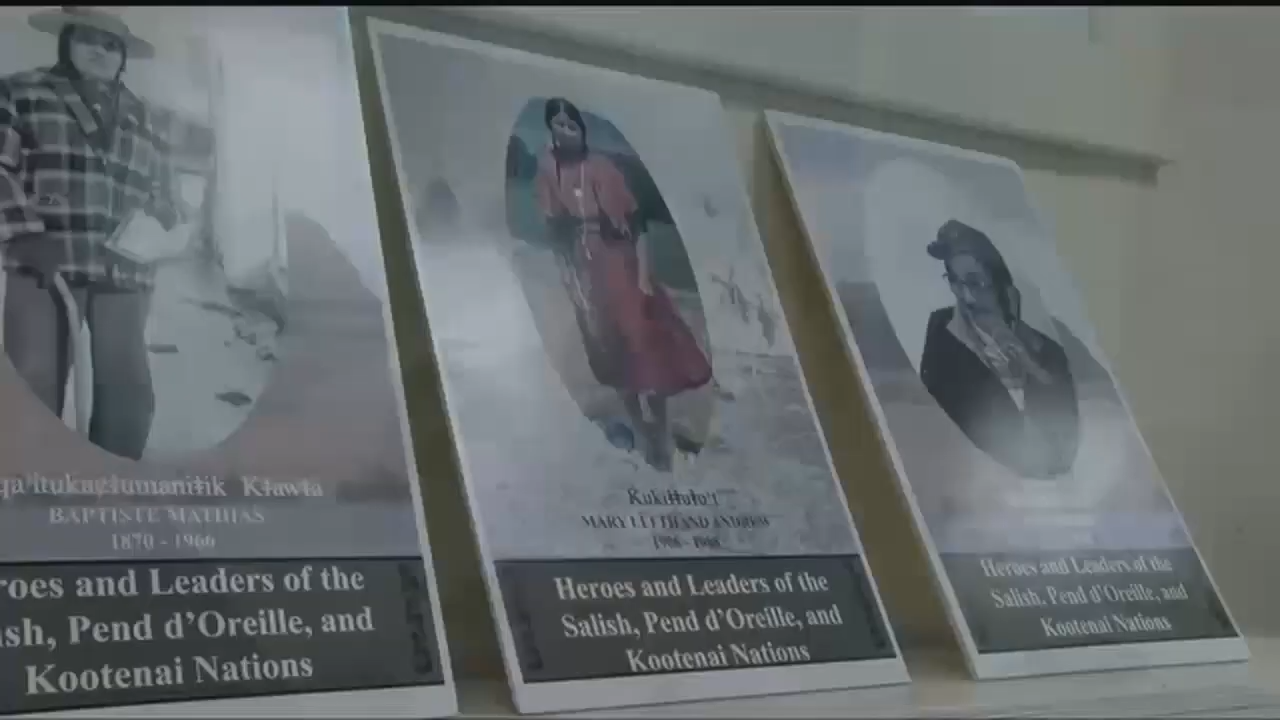 BAPTISTE MATHIAS
1870 - 1966
roes and Leaders of the
ish, Pend d'Oreille, and
Kootenai Nations
MARY
Heroes and Leaders of the
Salish, Pend d'Oreille, and
Kootenai Nations
Heroes and Leaders of the
Salish, Pend d'Oreille, and
Kootenai Nations